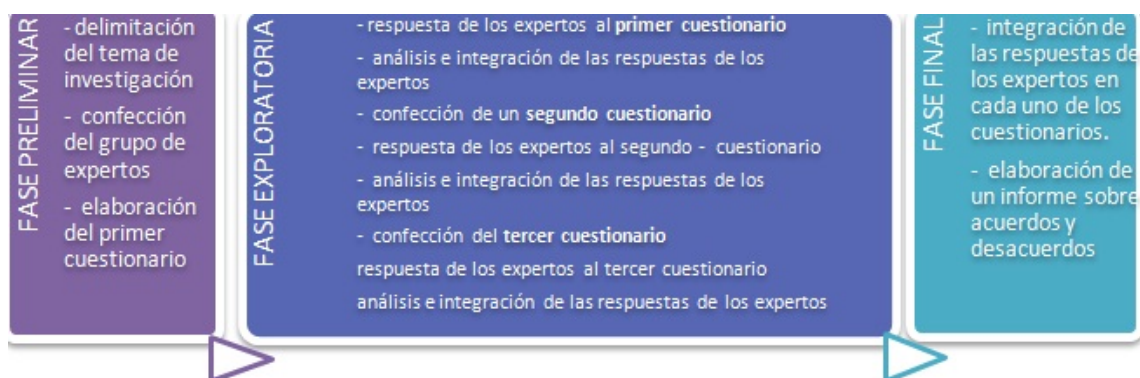 FASE PRELIMINAR
- delimitación
del tema de
investigación
- confección
del grupo de
expertos
- elaboración
del primer
cuestionario
FASE EXPLORATORIA
- respuesta de los expertos al primer cuestionario
- análisis e integración de las respuestas de los
expertos
- confección de un segundo cuestionario
- respuesta de los expertos al segundo - cuestionario
- análisis e integración de las respuestas de los
expertos
- confección del tercer cuestionario
respuesta de los expertos al tercer cuestionario
análisis e integración de las respuestas de los expertos
FASE FINAL
- integración de
las respuestas de
los expertos en
cada uno de los
cuestionarios.
- elaboración de
un informe sobre
acuerdos y
desacuerdos